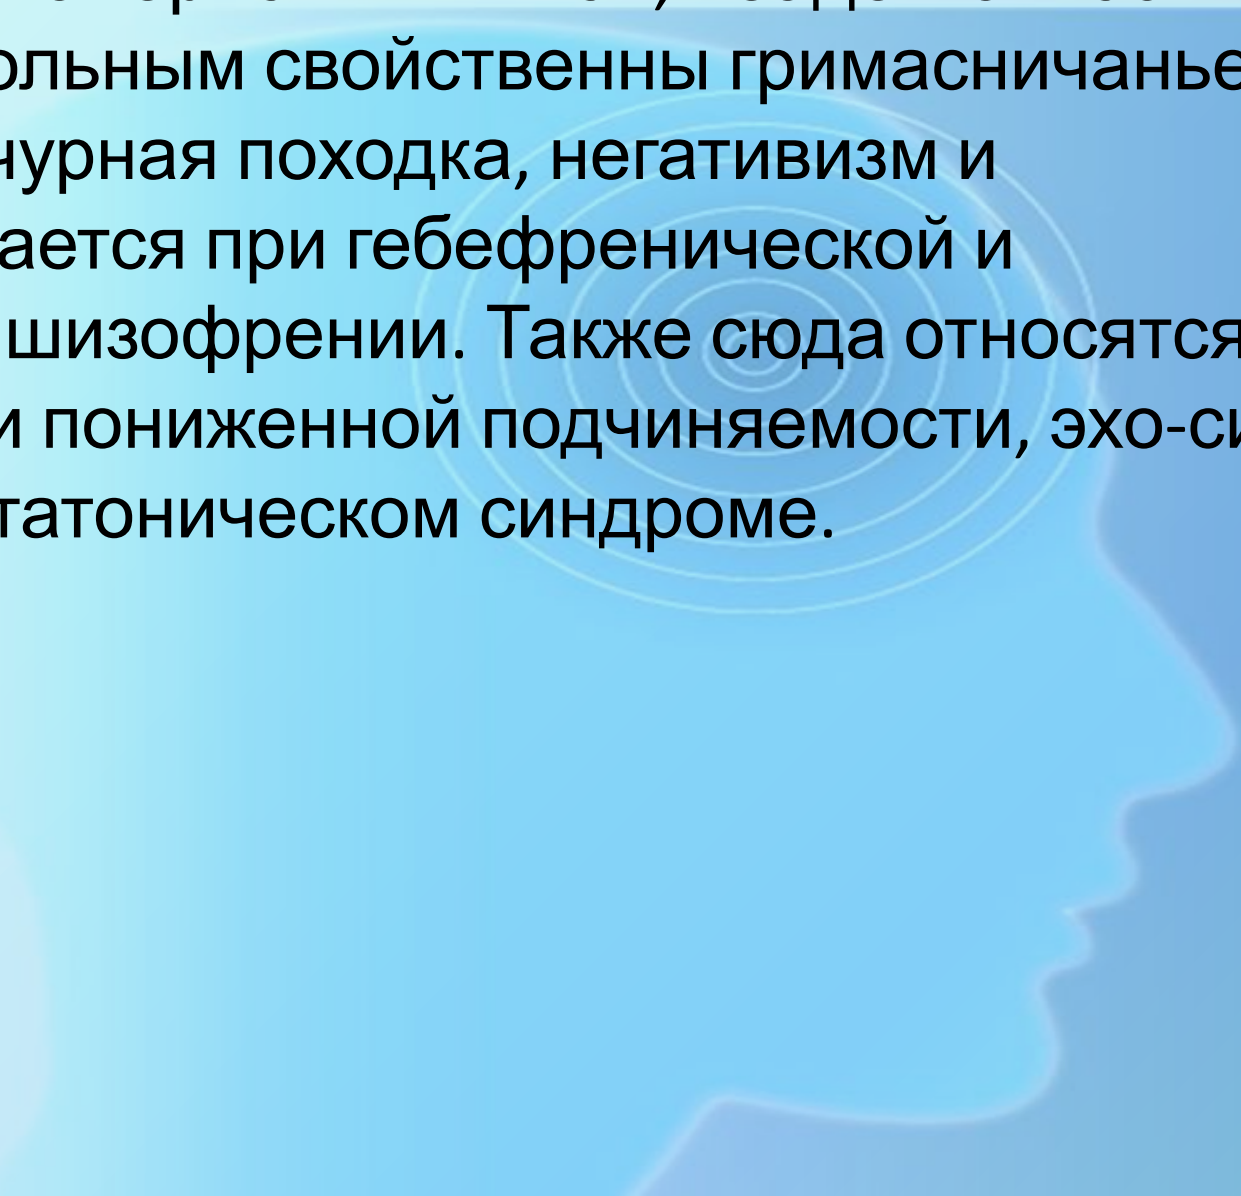 ольным свойственны гримасничанье
чурная походка, негативизм и
ается при гебефренической и
шизофрении. Также сюда относятся
и пониженной подчиняемости, эхо-си
татоническом синдроме.